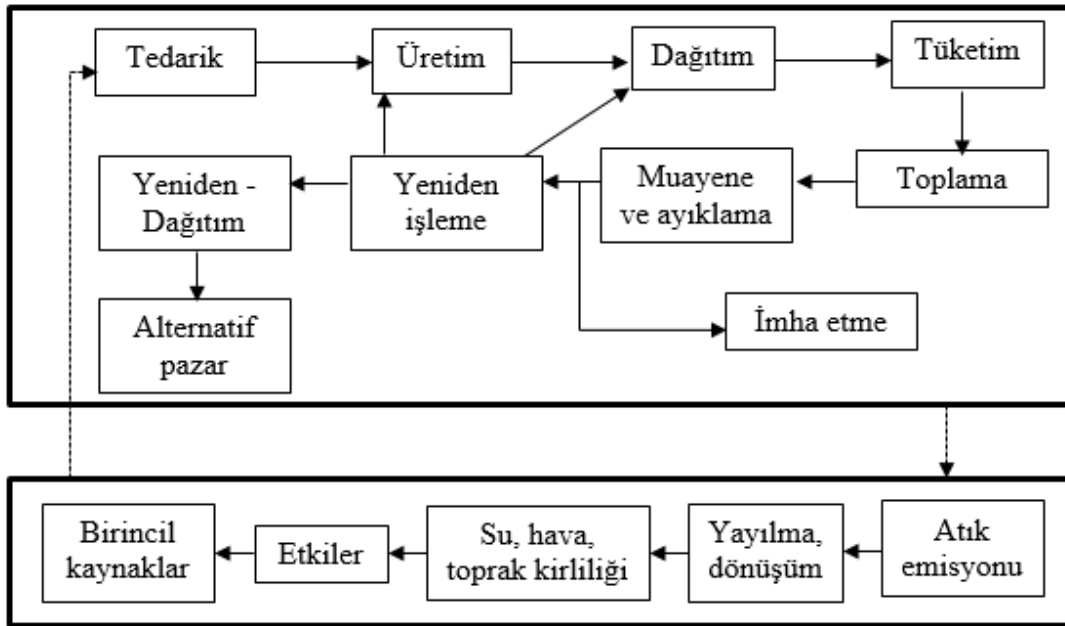 Tedarik
Üretim
Dağıtım
Tüketim
Yeniden -
Dağıtım
Yeniden
işleme
Muayene
ve ayıklama
Toplama
Alternatif
pazar
İmha etme
Birincil
kaynaklar
Etkiler
Su, hava,
toprak kirliliği
Yayılma,
dönüşüm
Atık
emisyonu